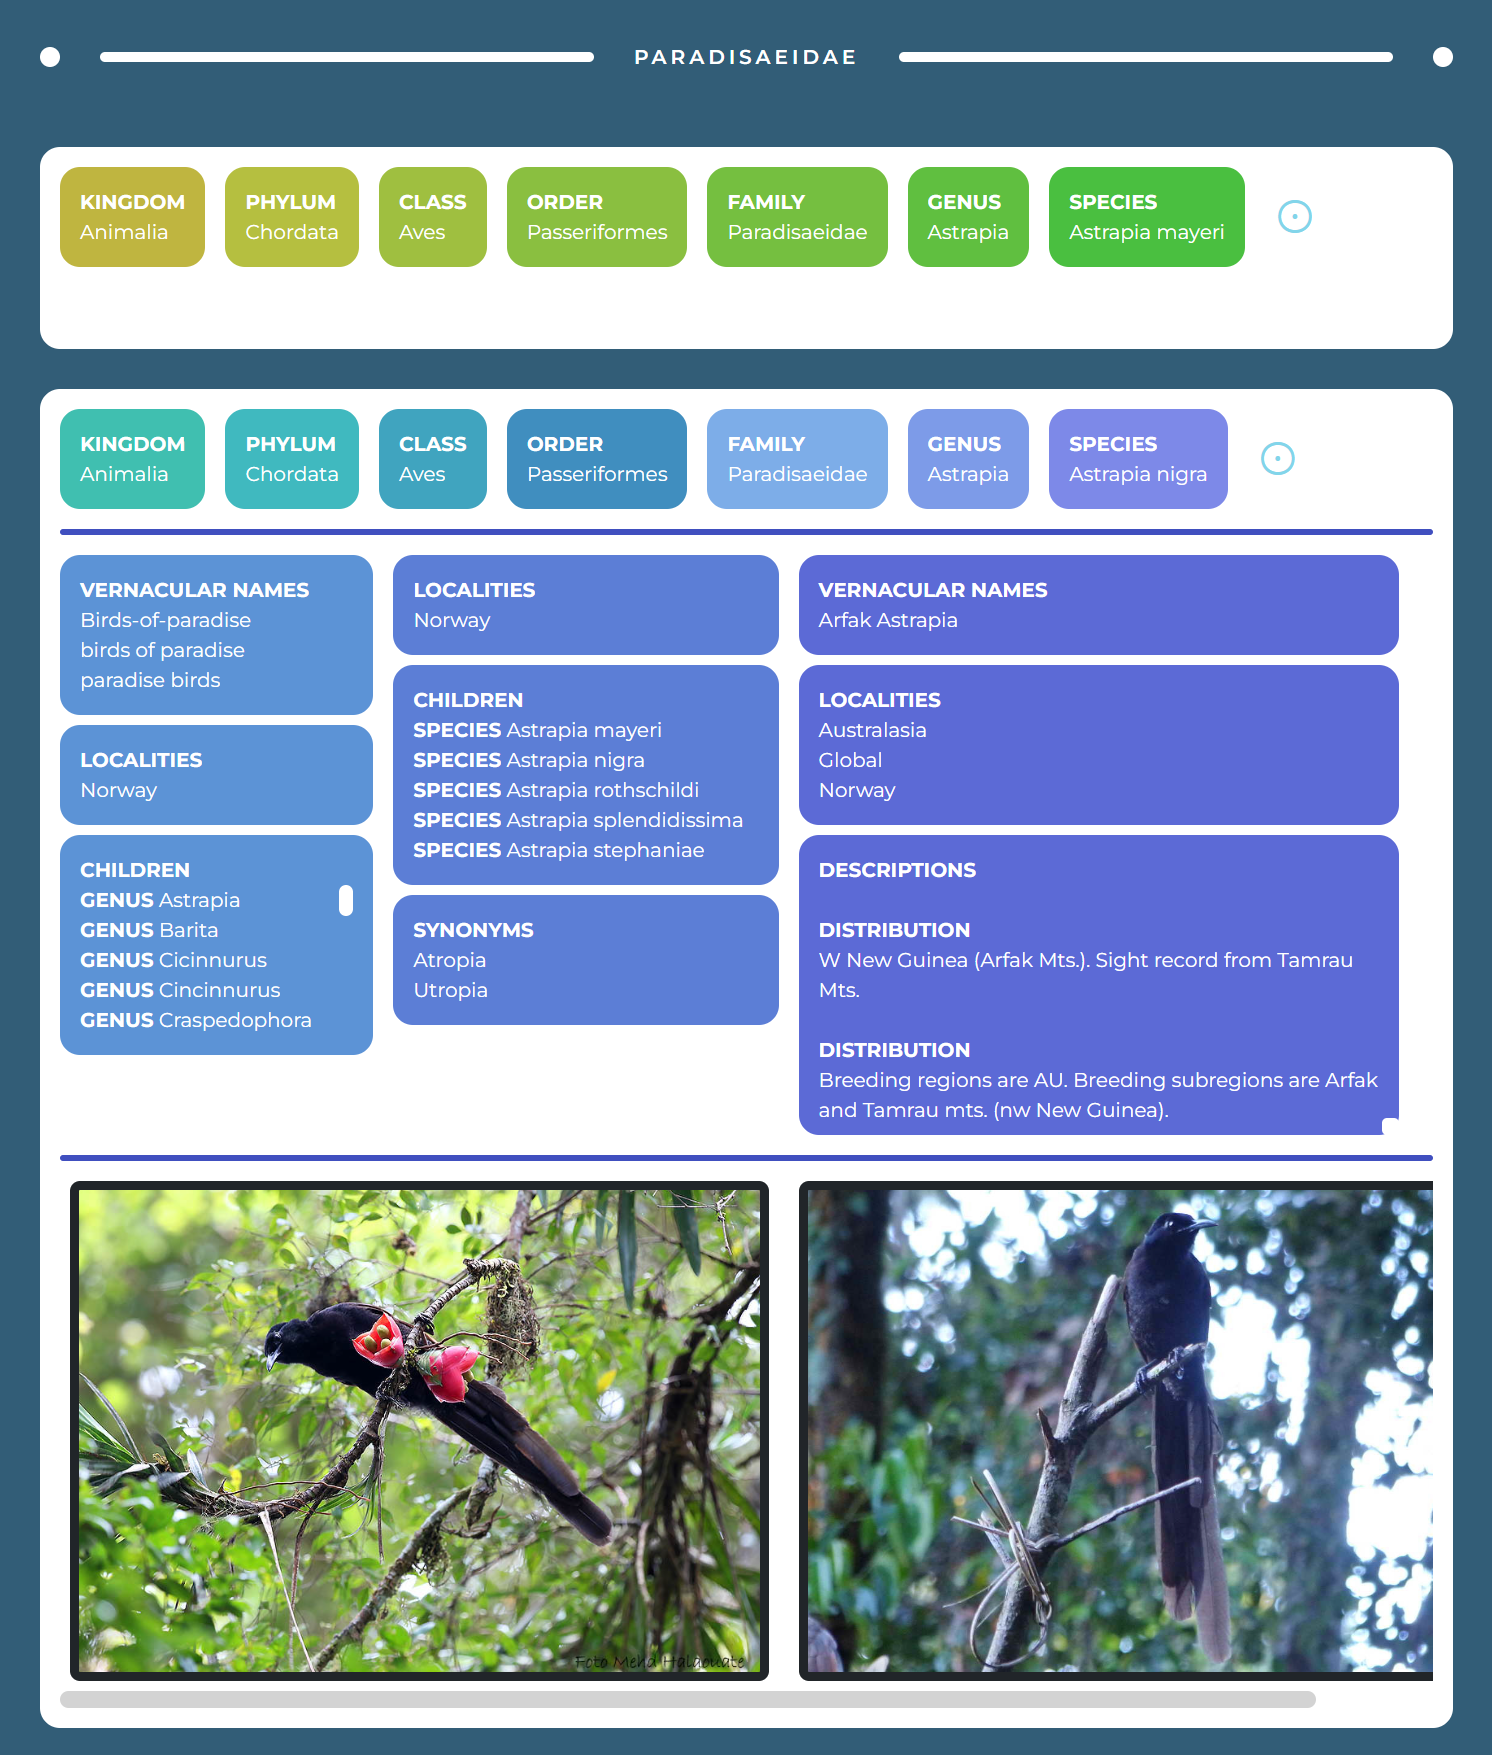 PARADISAEIDAE
KINGDOM
Animalia
PHYLUM
Chordata
CLASS
Aves
ORDER
Passeriformes
FAMILY
Paradisaeidae
GENUS
Astrapia
SPECIES
Astrapia mayeri
KINGDOM
Animalia
PHYLUM
Chordata
CLASS
Aves
ORDER
Passeriformes
FAMILY
Paradisaeidae
GENUS
Astrapia
SPECIES
Astrapia nigra
VERNACULAR NAMES
Birds-of-paradise
birds of paradise
paradise birds
LOCALITIES
Norway
CHILDREN
GENUS Astrapia
GENUS Barita
GENUS Cicinnurus
GENUS Cincinnurus
GENUS Craspedophora
LOCALITIES
Norway
CHILDREN
SPECIES Astrapia mayeri
SPECIES Astrapia nigra
SPECIES Astrapia rothschildi
SPECIES Astrapia splendidissima
SPECIES Astrapia stephaniae
SYNONYMS
Atropia
Utropia
VERNACULAR NAMES
Arfak Astrapia
LOCALITIES
Australasia
Global
Norway
DESCRIPTIONS
DISTRIBUTION
W New Guinea (Arfak Mts.). Sight record from Tamrau
Mts.
DISTRIBUTION
Breeding regions are AU. Breeding subregions are Arfak
and Tamrau mts. (nw New Guinea).
Foto Mehd Halaouate